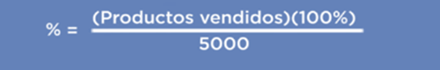 % = (Productos vendidos)(100%)
5000